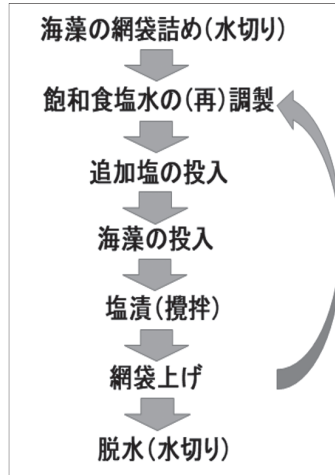 海藻の網袋詰め(水切り)
飽和食塩水の(再)調製
追加塩の投入
海藻の投入
塩漬(攪拌)
網袋上げ
脱水(水切り)